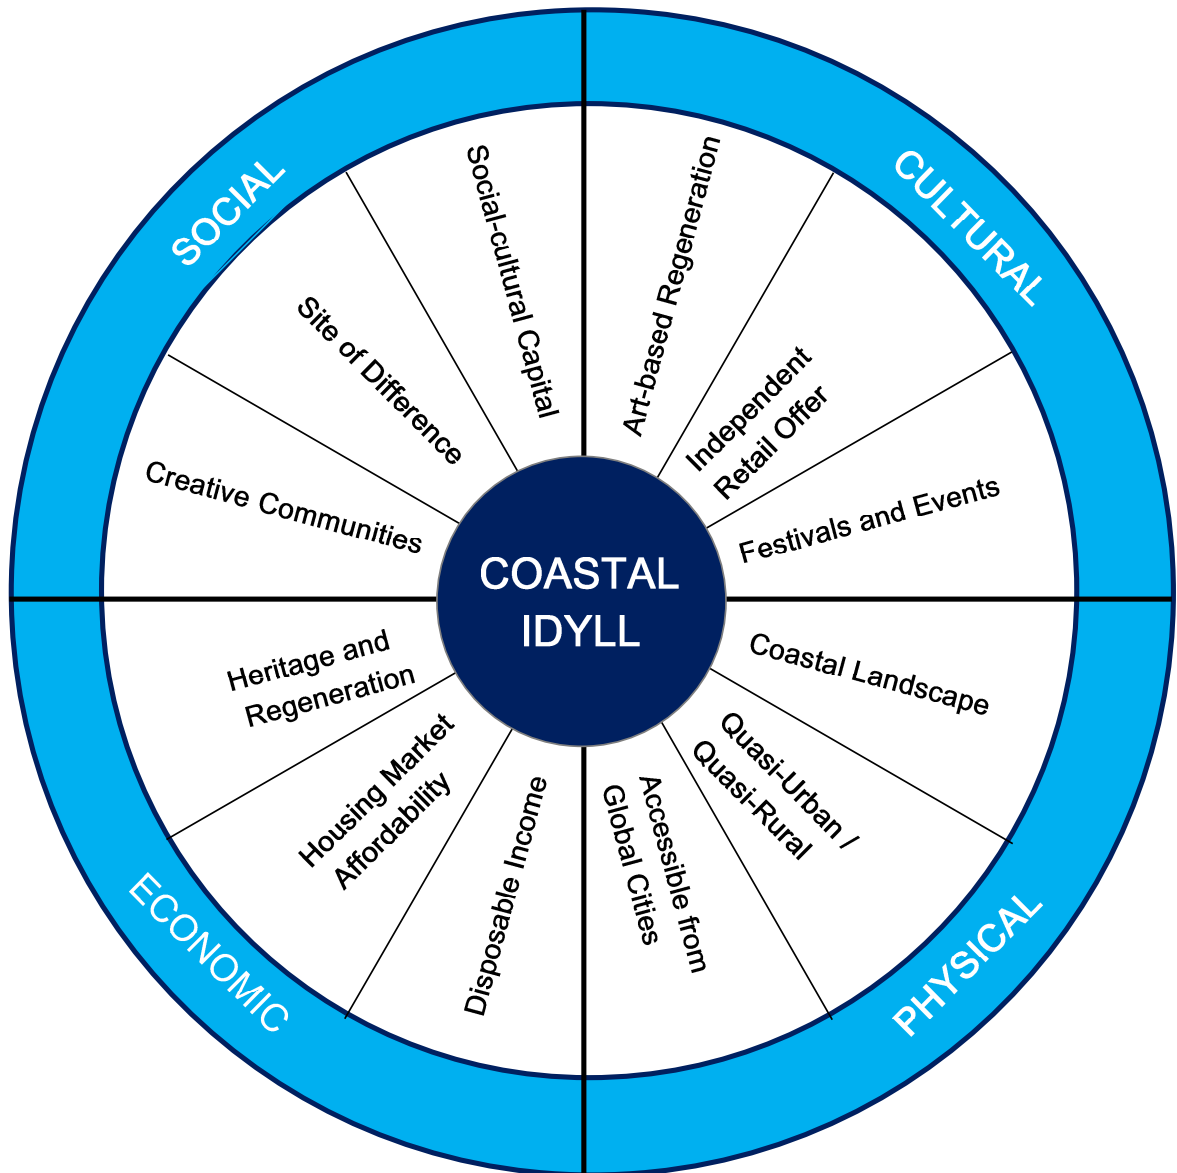 SOCIAL
Social-cultural Capital
Site of Difference
Creative Communities
CULTURAL
Art-based Regeneration
Independent
Retail Offer
Festivals and Events
COASTAL
IDYLL
Heritage and
Regeneration
Housing Market
Affordability
Disposable Income
ECONOMIC
Coastal Landscape
Quasi-Urban /
Quasi-Rural
Accessible from
Global Cities
PHYSICAL